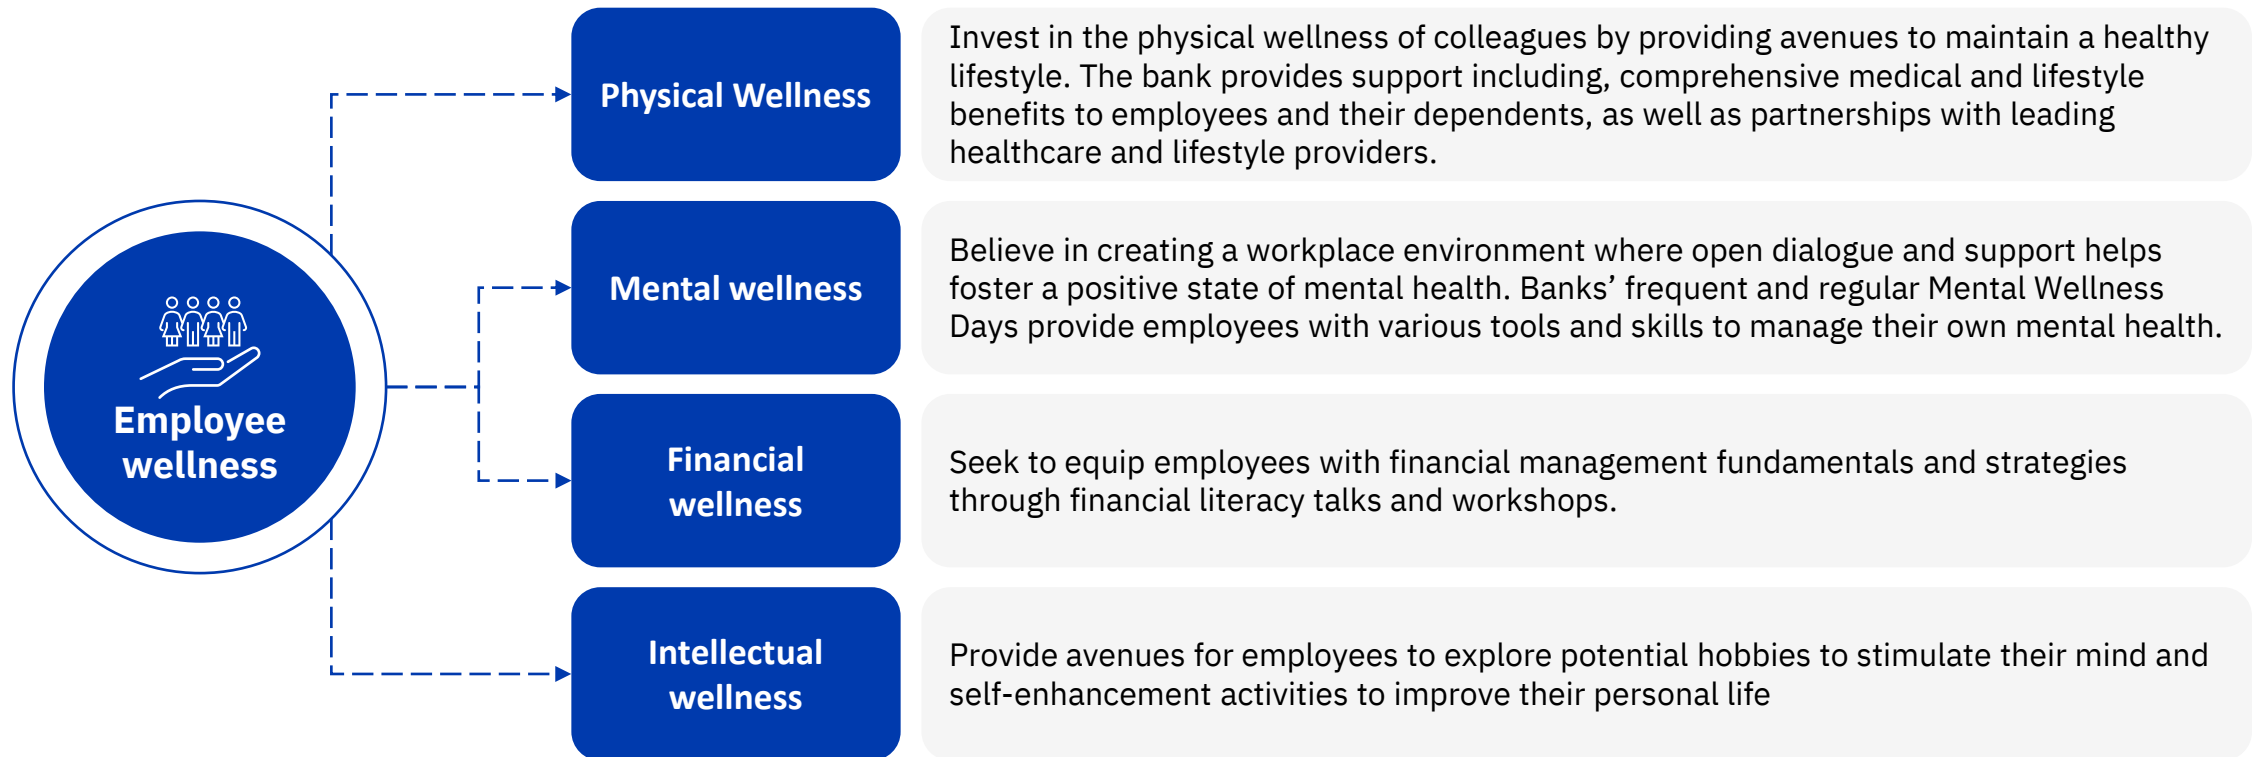 Employee
wellness
Physical Wellness
Invest in the physical wellness of colleagues by providing avenues to maintain a healthy
lifestyle. The bank provides support including, comprehensive medical and lifestyle
benefits to employees and their dependents, as well as partnerships with leading
healthcare and lifestyle providers.
Mental wellness
Believe in creating a workplace environment where open dialogue and support helps
foster a positive state of mental health. Banks’ frequent and regular Mental Wellness
Days provide employees with various tools and skills to manage their own mental health.
Financial
wellness
Seek to equip employees with financial management fundamentals and strategies
through financial literacy talks and workshops.
Intellectual
wellness
Provide avenues for employees to explore potential hobbies to stimulate their mind and
self-enhancement activities to improve their personal life